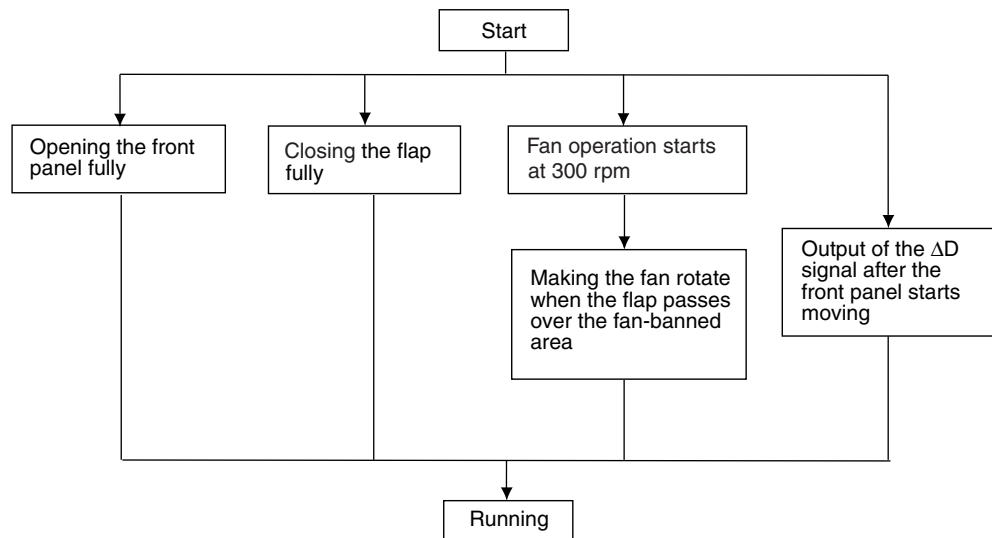 Start
Opening the front
panel fully
Closing the flap
fully
Fan operation starts
at 300 rpm
Making the fan rotate
when the flap passes
over the fan-banned
area
Output of the ΔD
signal after the
front panel starts
moving
Running